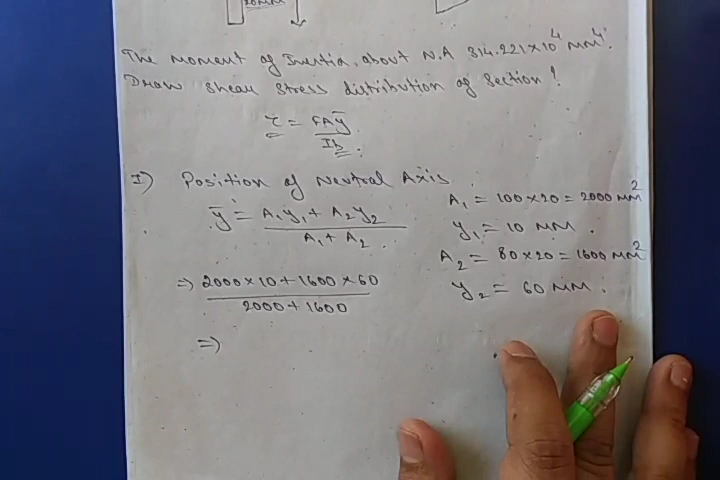 20MM
The moment of Inertia about N.A 314.221×10⁴ MM⁴.
Draw shear stress distribution of section!
τ = FAȳ / Ib.
I) Position of Neutral Axis
ȳ = A₁y₁ + A₂y₂ / A₁ + A₂
A₁ = 100×20 = 2000 MM²
y₁ = 10 MM.
A₂ = 80×20 = 1600 MM²
y₂ = 60 MM.
⇒ 2000×10 + 1600×60 / 2000 + 1600
⇒